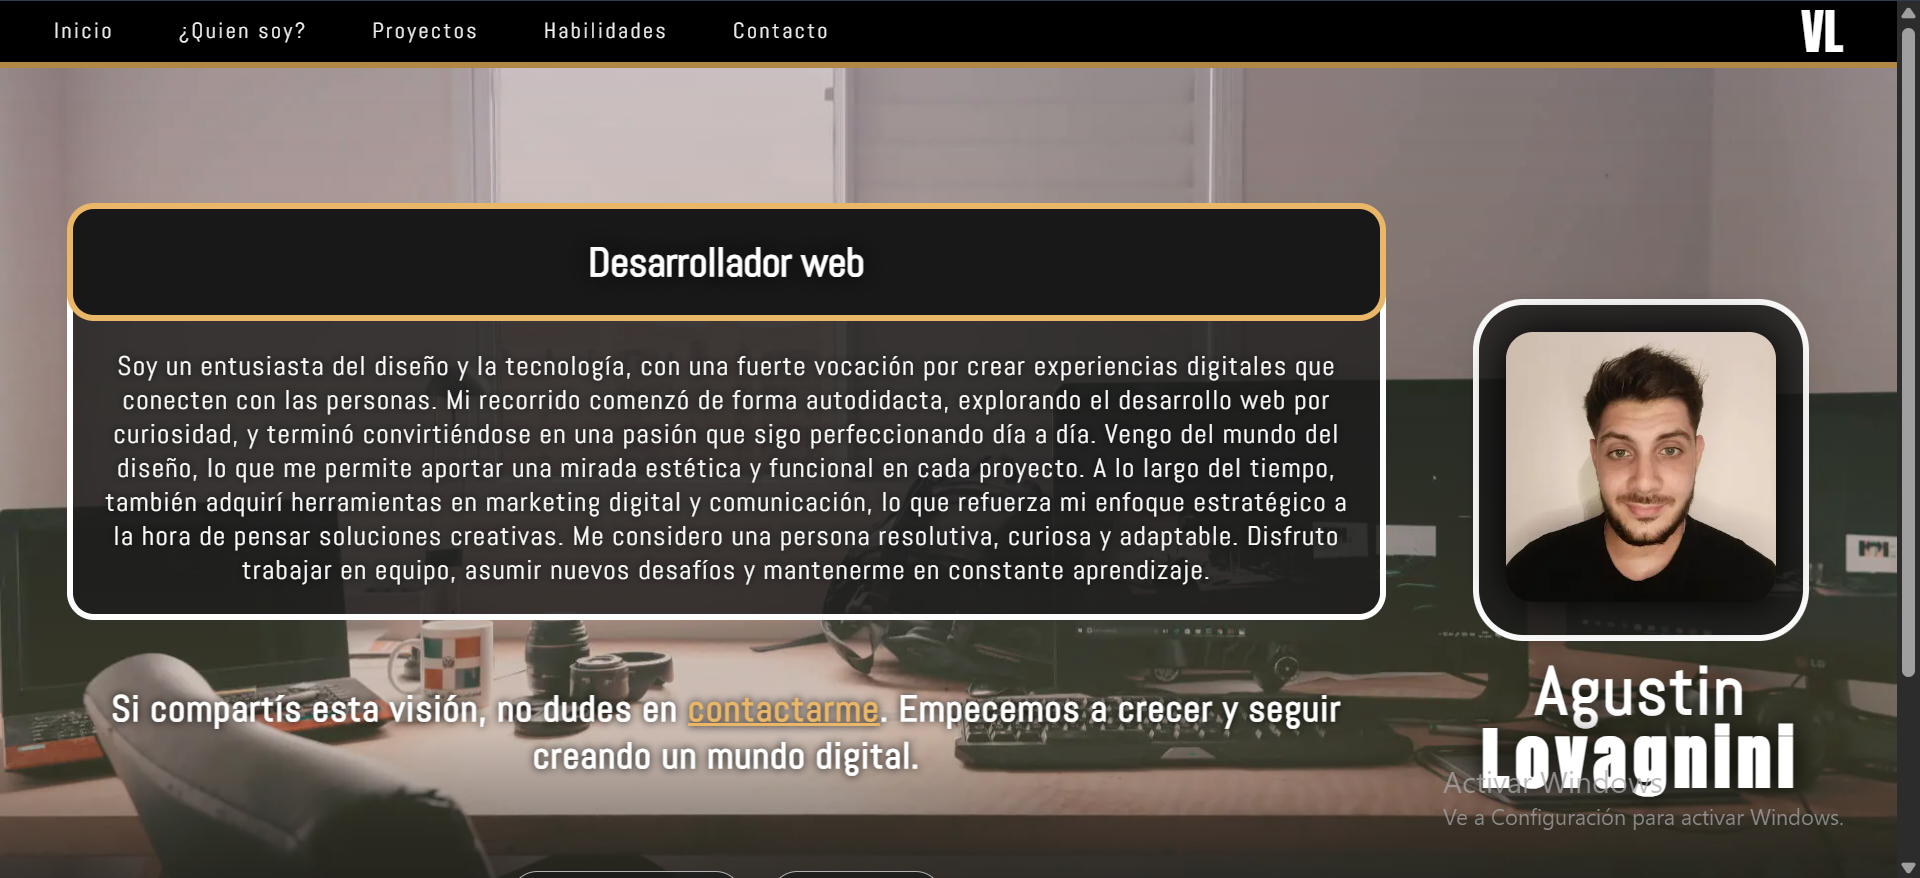 Inicio
¿Quien soy?
Proyectos
Habilidades
Contacto
VL
Desarrollador web
Soy un entusiasta del diseño y la tecnología, con una fuerte vocación por crear experiencias digitales que
conecten con las personas. Mi recorrido comenzó de forma autodidacta, explorando el desarrollo web por
curiosidad, y terminó convirtiéndose en una pasión que sigo perfeccionando día a día. Vengo del mundo del
diseño, lo que me permite aportar una mirada estética y funcional en cada proyecto. A lo largo del tiempo,
también adquirí herramientas en marketing digital y comunicación, lo que refuerza mi enfoque estratégico a
la hora de pensar soluciones creativas. Me considero una persona resolutiva, curiosa y adaptable. Disfruto
trabajar en equipo, asumir nuevos desafíos y mantenerme en constante aprendizaje.
Si compartís esta visión, no dudes en contactarme. Empecemos a crecer y seguir
creando un mundo digital.
LG
Agustin
Lovagnini
Activar Windows
Ve a Configuración para activar Windows.